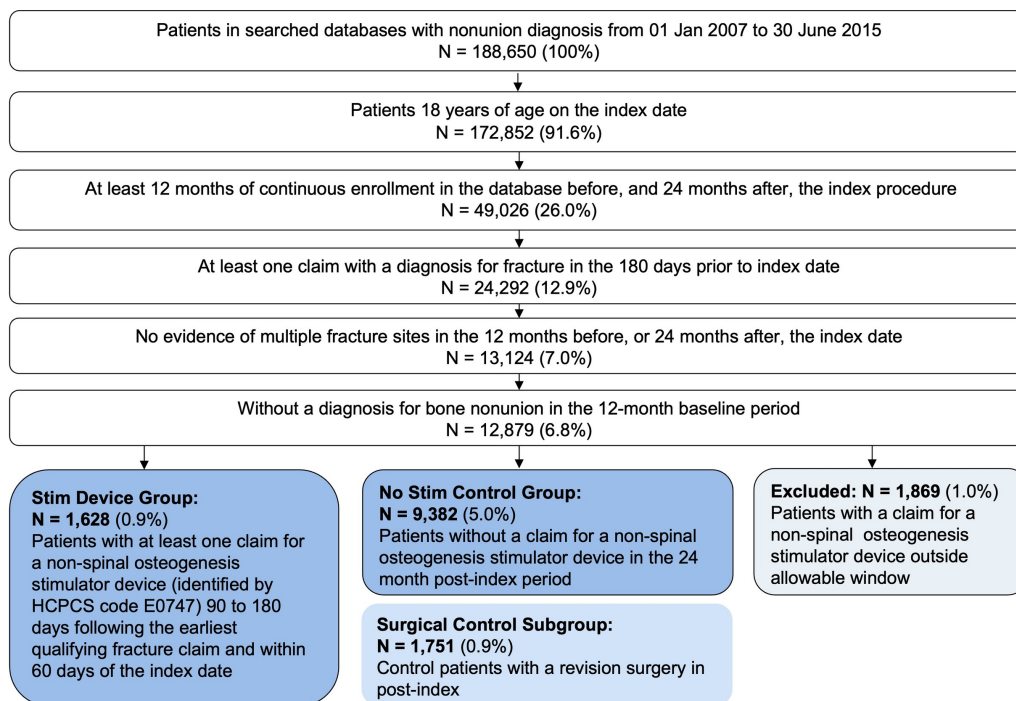 Patients in searched databases with nonunion diagnosis from 01 Jan 2007 to 30 June 2015
N = 188,650 (100%)
Patients 18 years of age on the index date
N = 172,852 (91.6%)
At least 12 months of continuous enrollment in the database before, and 24 months after, the index procedure
N = 49,026 (26.0%)
At least one claim with a diagnosis for fracture in the 180 days prior to index date
N = 24,292 (12.9%)
No evidence of multiple fracture sites in the 12 months before, or 24 months after, the index date
N = 13,124 (7.0%)
Without a diagnosis for bone nonunion in the 12-month baseline period
N = 12,879 (6.8%)
Stim Device Group:
N = 1,628 (0.9%)
Patients with at least one claim for
a non-spinal osteogenesis
stimulator device (identified by
HCPCS code E0747) 90 to 180
days following the earliest
qualifying fracture claim and within
60 days of the index date
No Stim Control Group:
N = 9,382 (5.0%)
Patients without a claim for a non-spinal
osteogenesis stimulator device in the 24
month post-index period
Surgical Control Subgroup:
N = 1,751 (0.9%)
Control patients with a revision surgery in
post-index
Excluded: N = 1,869 (1.0%)
Patients with a claim for
a non-spinal osteogenesis
stimulator device outside
allowable window